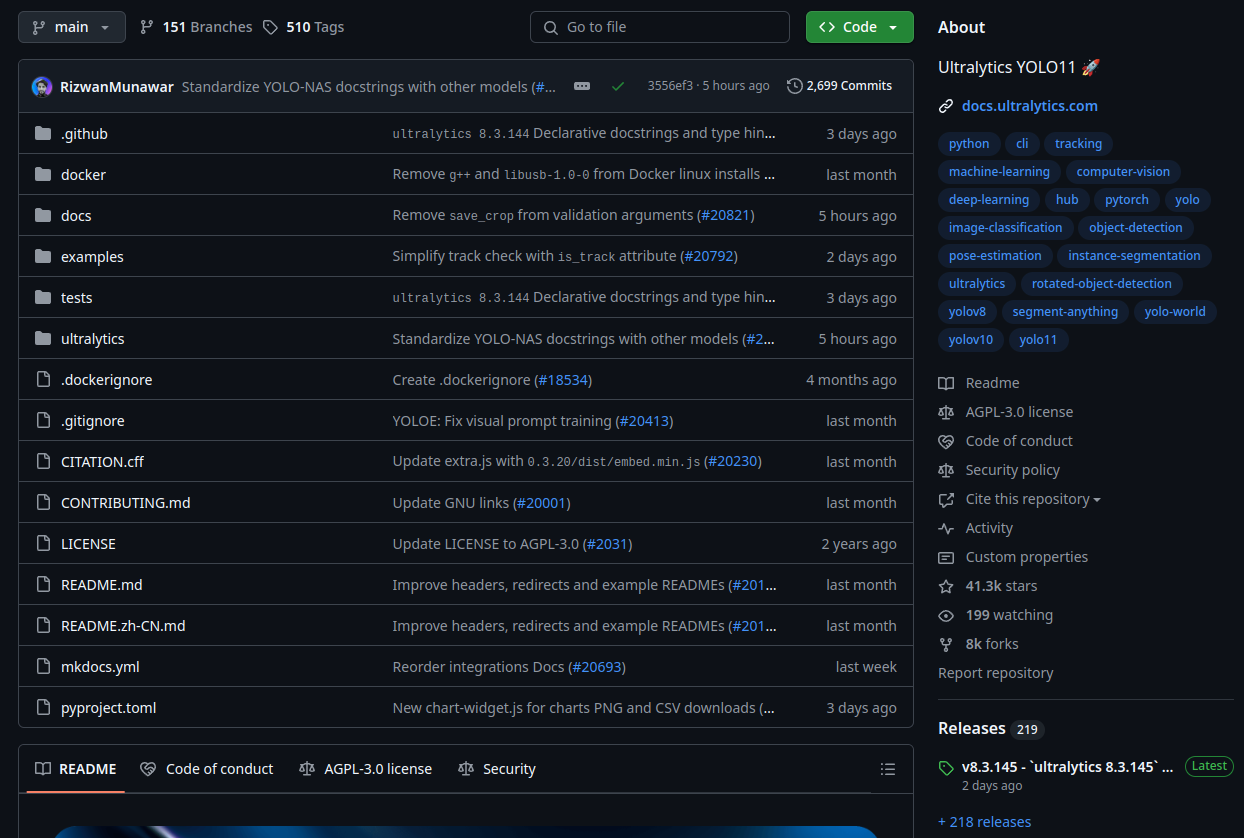 main 151 Branches 510 Tags Go to file Code
RizwanMunawar Standardize YOLO-NAS docstrings with other models (#... 3556ef3 · 5 hours ago 2,699 Commits
.github ultralytics 8.3.144 Declarative docstrings and type hin... 3 days ago
docker Remove g++ and libusb-1.0-0 from Docker linux installs ... last month
docs Remove save_crop from validation arguments (#20821) 5 hours ago
examples Simplify track check with is_track attribute (#20792) 2 days ago
tests ultralytics 8.3.144 Declarative docstrings and type hin... 3 days ago
ultralytics Standardize YOLO-NAS docstrings with other models (#2... 5 hours ago
.dockerignore Create .dockerignore (#18534) 4 months ago
.gitignore YOLOE: Fix visual prompt training (#20413) last month
CITATION.cff Update extra.js with 0.3.20/dist/embed.min.js (#20230) last month
CONTRIBUTING.md Update GNU links (#20001) last month
LICENSE Update LICENSE to AGPL-3.0 (#2031) 2 years ago
README.md Improve headers, redirects and example READMEs (#201... last month
README.zh-CN.md Improve headers, redirects and example READMEs (#201... last month
mkdocs.yml Reorder integrations Docs (#20693) last week
pyproject.toml New chart-widget.js for charts PNG and CSV downloads (... 3 days ago
README Code of conduct AGPL-3.0 license Security
About
Ultralytics YOLO11 🚀
docs.ultralytics.com
python cli tracking
machine-learning computer-vision
deep-learning hub pytorch yolo
image-classification object-detection
pose-estimation instance-segmentation
ultralytics rotated-object-detection
yolov8 segment-anything yolo-world
yolov10 yolo11
Readme
AGPL-3.0 license
Code of conduct
Security policy
Cite this repository
Activity
Custom properties
41.3k stars
199 watching
8k forks
Report repository
Releases 219
v8.3.145 - `ultralytics 8.3.145` ... Latest
2 days ago
+ 218 releases